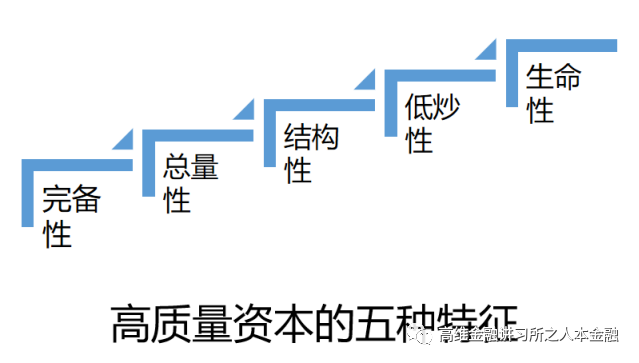 完备
性
总量
性
结构
性
低炒
性
生命
性
高质量资本的五种特征
高维金融讲习所之人本金融